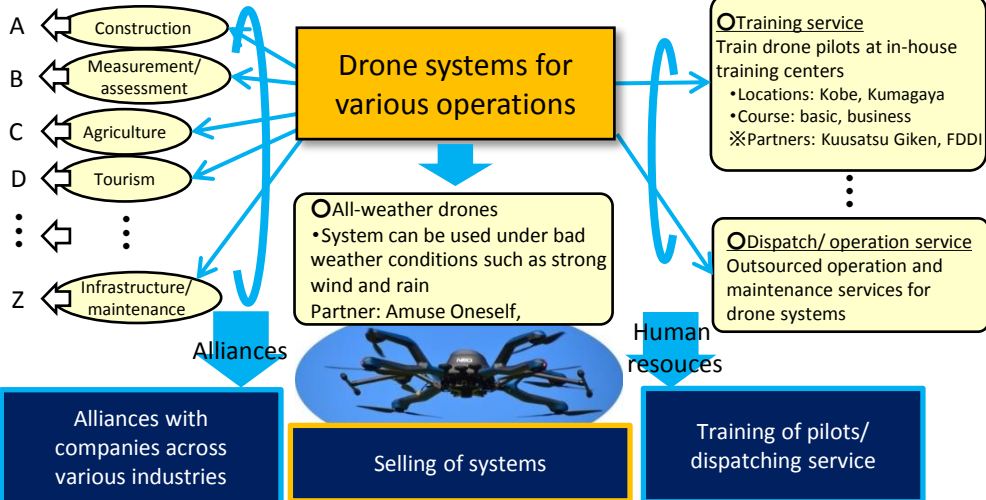 A
Construction
B
Measurement/
assessment
C
Agriculture
D
Tourism
⋮
⋮
Z
Infrastructure/
maintenance
Drone systems for
various operations
〇Training service
Train drone pilots at in-house
training centers
•Locations: Kobe, Kumagaya
•Course: basic, business
※Partners: Kuusatsu Giken, FDDI
⋮
〇All-weather drones
•System can be used under bad
weather conditions such as strong
wind and rain
Partner: Amuse Oneself,
〇Dispatch/ operation service
Outsourced operation and
maintenance services for
drone systems
Alliances
Human
resouces
Alliances with
companies across
various industries
Selling of systems
Training of pilots/
dispatching service